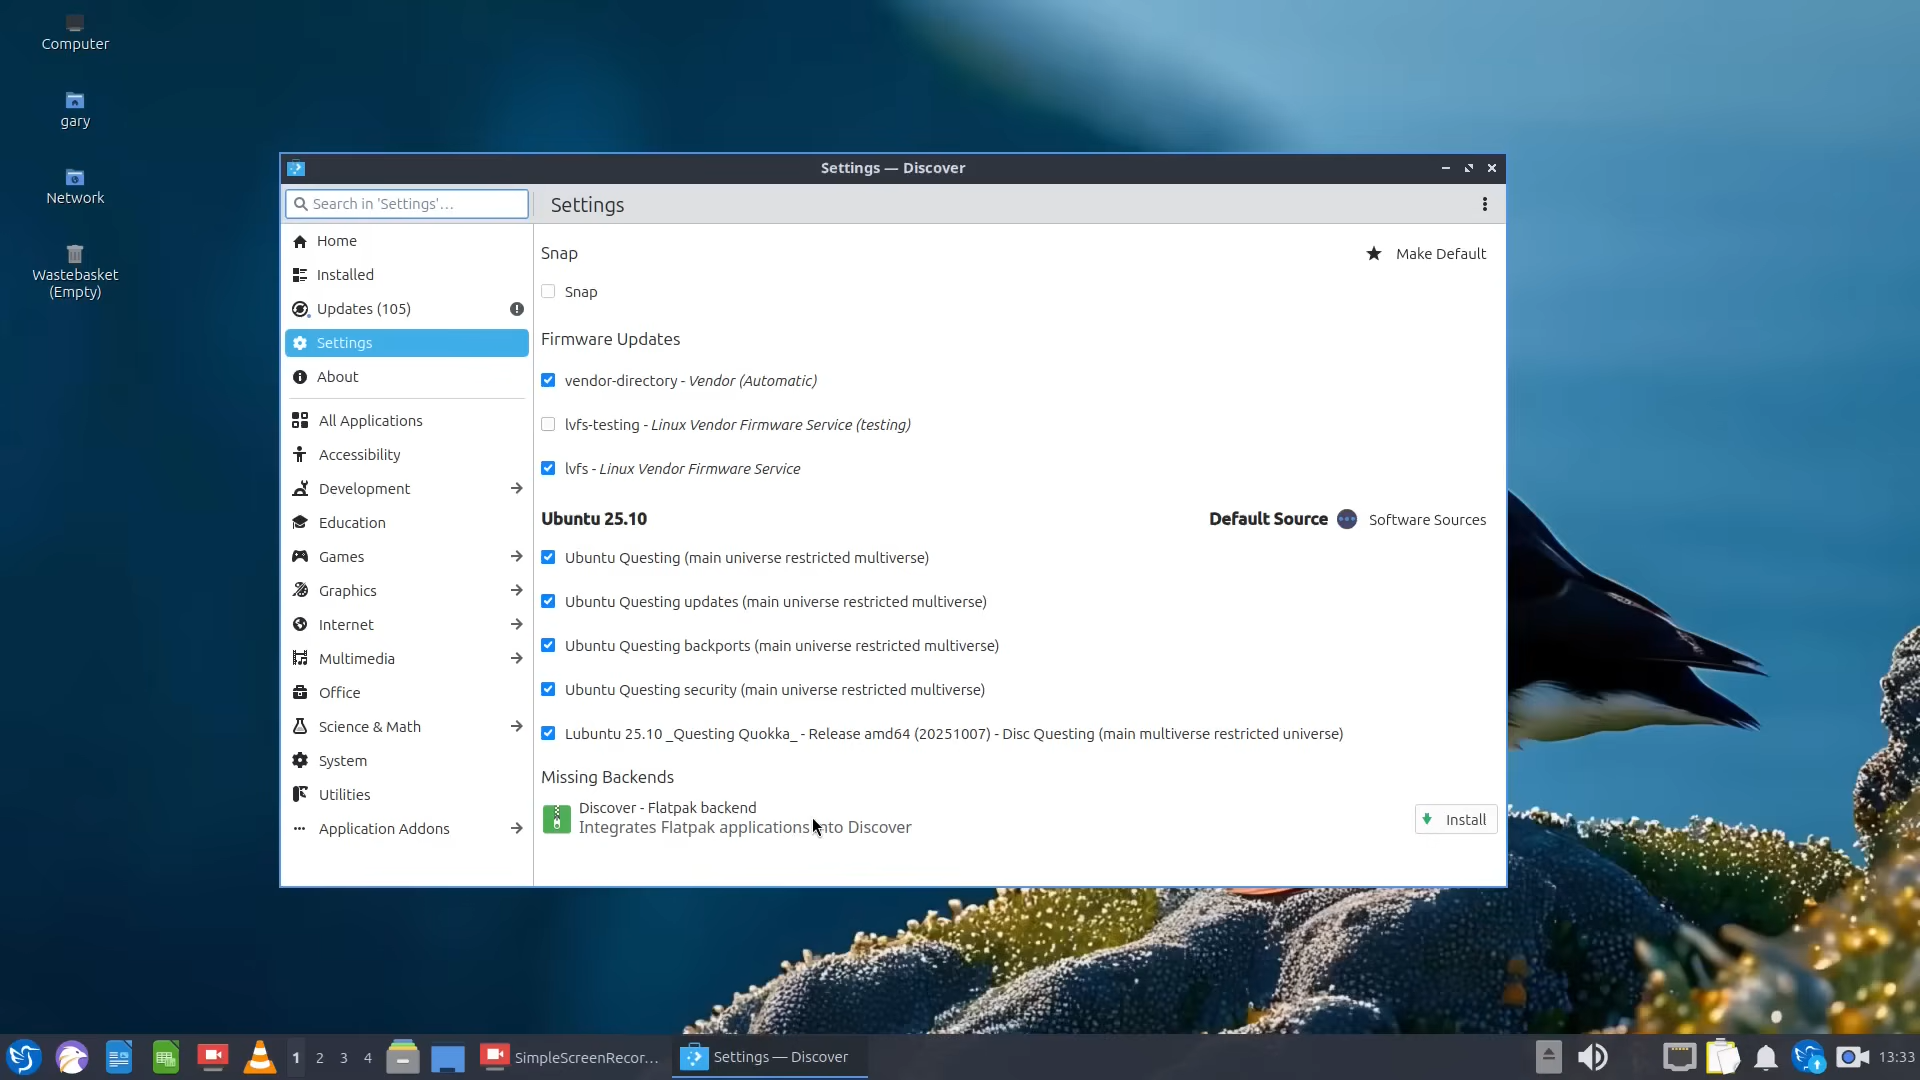 Computer
gary
Network
Wastebasket
(Empty)
Settings — Discover
Search in 'Settings'...
Settings
Home
Installed
Updates (105)
Settings
About
All Applications
Accessibility
Development
Education
Games
Graphics
Internet
Multimedia
Office
Science & Math
System
Utilities
Application Addons
Snap
Make Default
Snap
Firmware Updates
vendor-directory - Vendor (Automatic)
lvfs-testing - Linux Vendor Firmware Service (testing)
lvfs - Linux Vendor Firmware Service
Ubuntu 25.10
Default Source
Software Sources
Ubuntu Questing (main universe restricted multiverse)
Ubuntu Questing updates (main universe restricted multiverse)
Ubuntu Questing backports (main universe restricted multiverse)
Ubuntu Questing security (main universe restricted multiverse)
Lubuntu 25.10 _Questing Quokka_ - Release amd64 (20251007) - Disc Questing (main multiverse restricted universe)
Missing Backends
Discover - Flatpak backend
Integrates Flatpak applications into Discover
Install
1 2 3 4
SimpleScreenRecor...
Settings — Discover
13:33